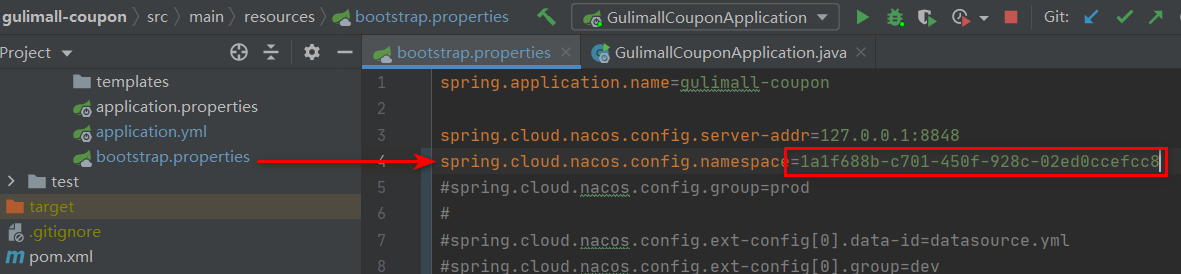 gulimall-coupon › src › main › resources › bootstrap.properties
GulimallCouponApplication
Git:
Project
bootstrap.properties
GulimallCouponApplication.java
templates
application.properties
application.yml
bootstrap.properties
test
target
.gitignore
pom.xml
1 spring.application.name=gulimall-coupon
2
3 spring.cloud.nacos.config.server-addr=127.0.0.1:8848
4 spring.cloud.nacos.config.namespace=1a1f688b-c701-450f-928c-02ed0ccefcc8
5 #spring.cloud.nacos.config.group=prod
6 #
7 #spring.cloud.nacos.config.ext-config[0].data-id=datasource.yml
8 #spring.cloud.nacos.config.ext-config[0].group=dev